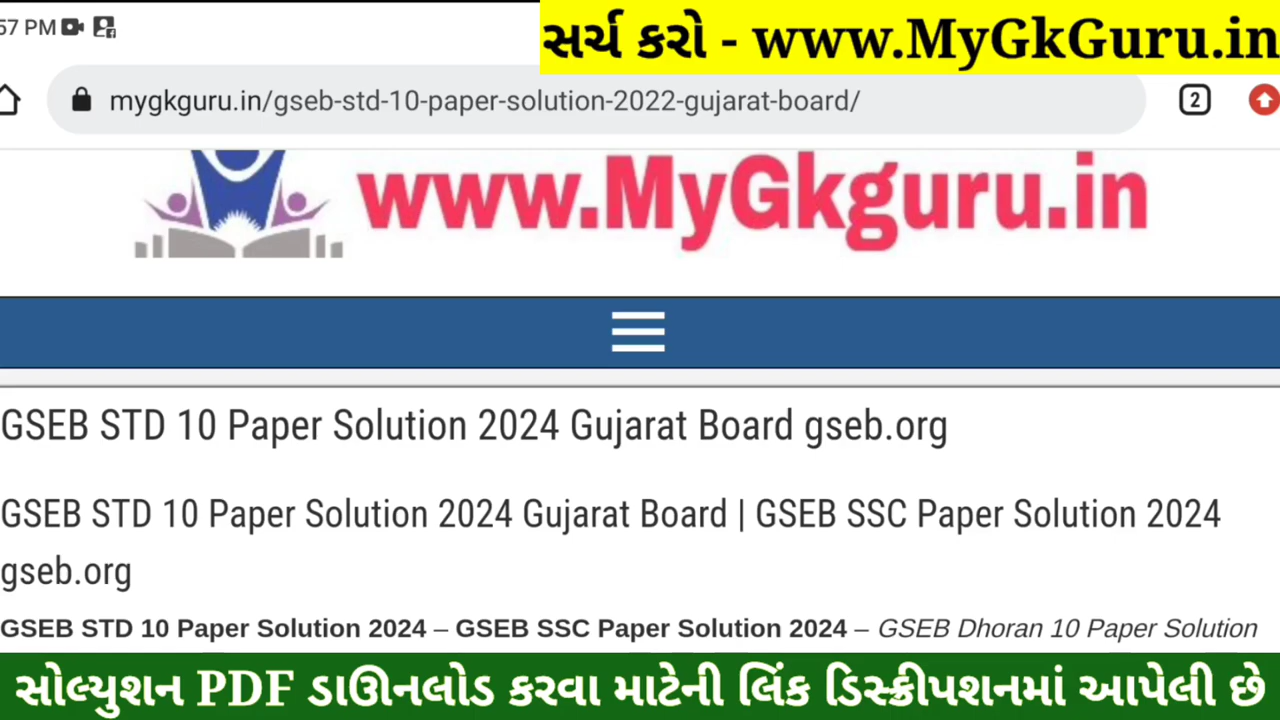 57 PM
સર્ચ કરો - www.MyGkGuru.in
mygkguru.in/gseb-std-10-paper-solution-2022-gujarat-board/
2
www.MyGkguru.in
GSEB STD 10 Paper Solution 2024 Gujarat Board gseb.org
GSEB STD 10 Paper Solution 2024 Gujarat Board | GSEB SSC Paper Solution 2024
gseb.org
GSEB STD 10 Paper Solution 2024 – GSEB SSC Paper Solution 2024 – GSEB Dhoran 10 Paper Solution
સોલ્યુશન PDF ડાઊનલોડ કરવા માટેની લિંક ડિસ્ક્રીપશનમાં આપેલી છે